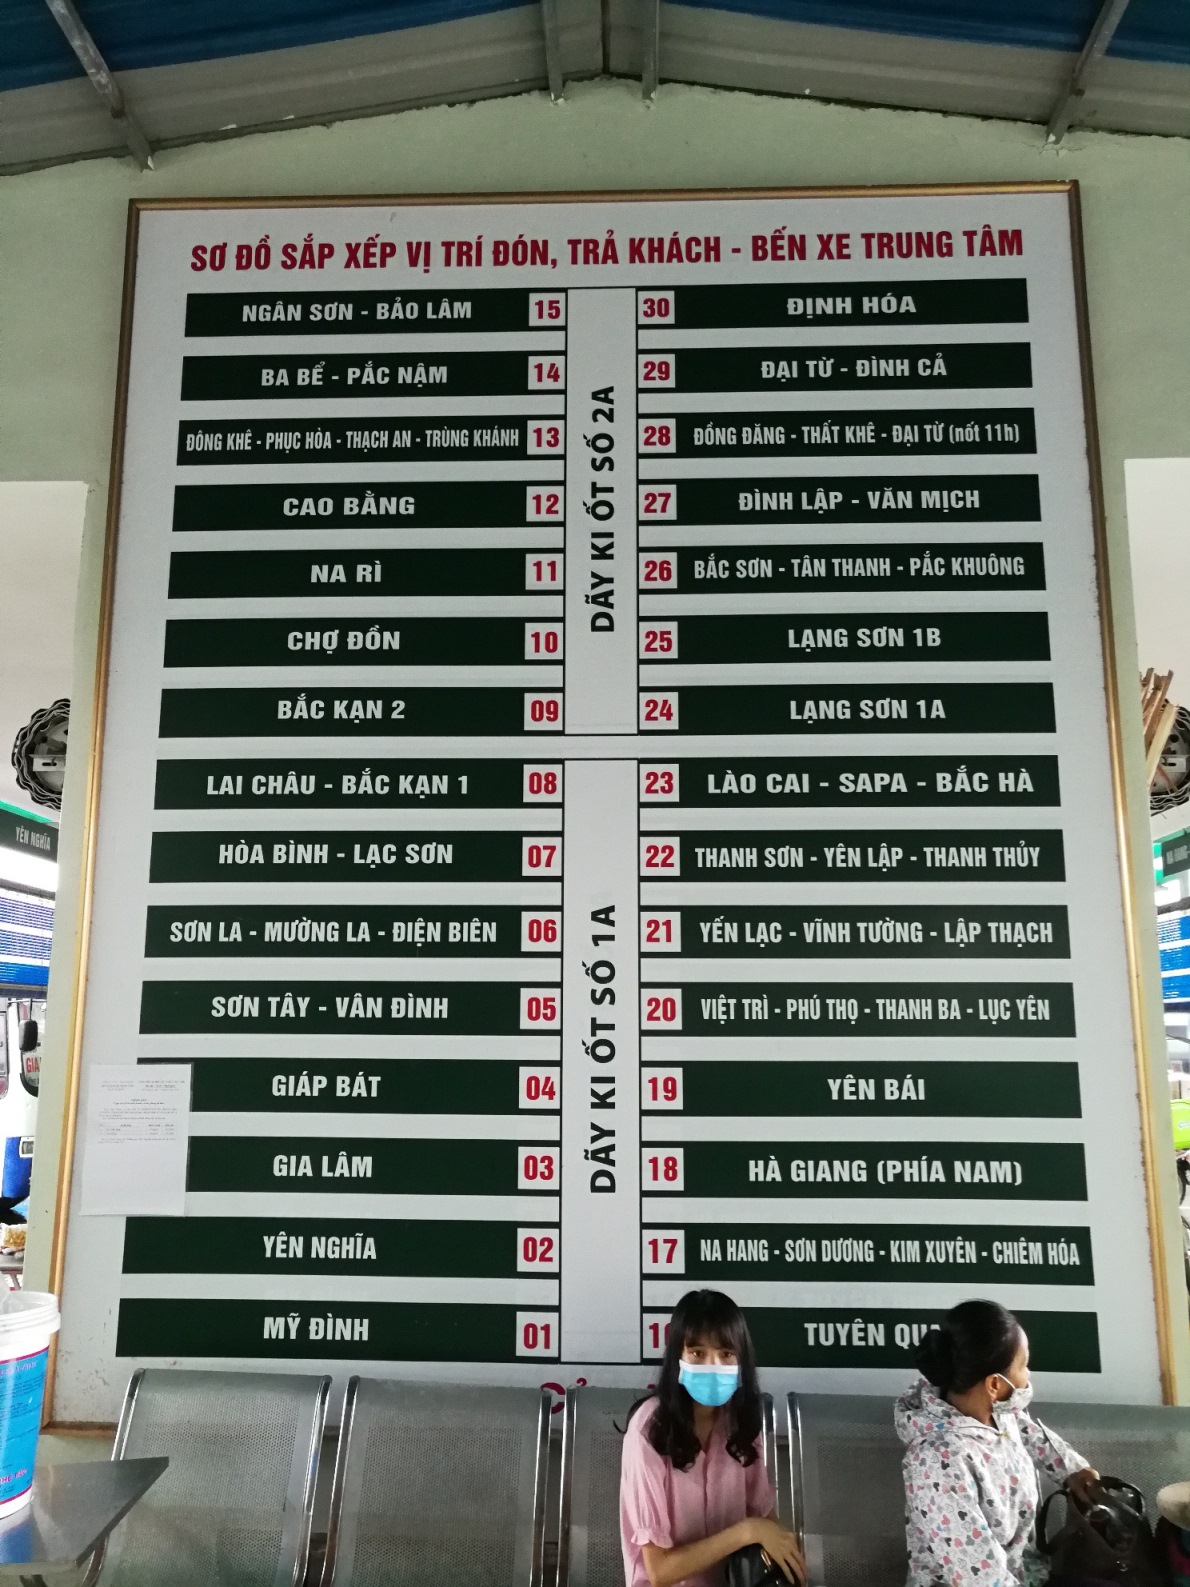 SƠ ĐỒ SẮP XẾP VỊ TRÍ ĐÓN, TRẢ KHÁCH - BẾN XE TRUNG TÂM
NGÂN SƠN - BẢO LÂM 15 30 ĐỊNH HÓA
BA BỂ - PẮC NẬM 14 29 ĐẠI TỪ - ĐÌNH CẢ
ĐÔNG KHÊ - PHỤC HÒA - THẠCH AN - TRÙNG KHÁNH 13 28 ĐỒNG ĐĂNG - THẤT KHÊ - ĐẠI TỪ (nốt 11h)
CAO BẰNG 12 27 ĐÌNH LẬP - VĂN MỊCH
NA RÌ 11 26 BẮC SƠN - TÂN THANH - PẮC KHUÔNG
CHỢ ĐỒN 10 25 LẠNG SƠN 1B
BẮC KẠN 2 09 24 LẠNG SƠN 1A
DÃY KI ỐT SỐ 2A
LAI CHÂU - BẮC KẠN 1 08 23 LÀO CAI - SAPA - BẮC HÀ
HÒA BÌNH - LẠC SƠN 07 22 THANH SƠN - YÊN LẬP - THANH THỦY
SƠN LA - MƯỜNG LA - ĐIỆN BIÊN 06 21 YẾN LẠC - VĨNH TƯỜNG - LẬP THẠCH
SƠN TÂY - VÂN ĐÌNH 05 20 VIỆT TRÌ - PHÚ THỌ - THANH BA - LỤC YÊN
GIÁP BÁT 04 19 YÊN BÁI
GIA LÂM 03 18 HÀ GIANG (PHÍA NAM)
YÊN NGHĨA 02 17 NA HANG - SƠN DƯƠNG - KIM XUYÊN - CHIÊM HÓA
MỸ ĐÌNH 01 TUYÊN
DÃY KI ỐT SỐ 1A
YÊN NGHĨA